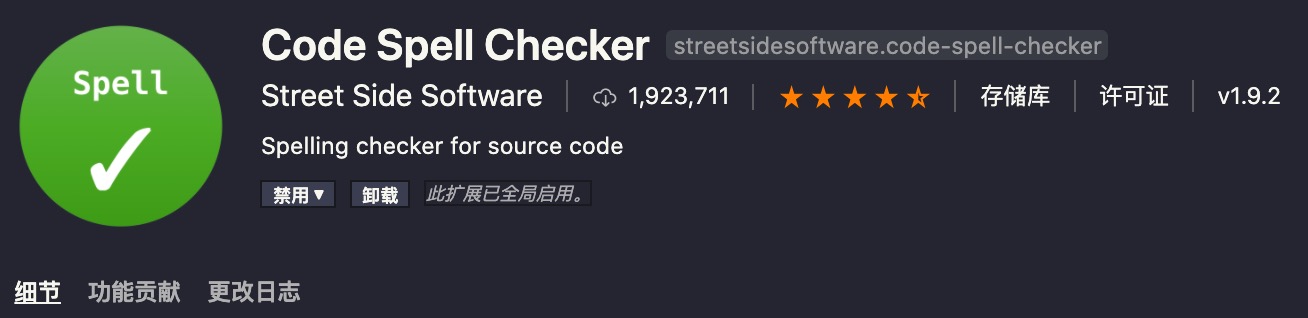 Spell
Code Spell Checker streetsidesoftware.code-spell-checker
Street Side Software 1,923,711 存储库 许可证 v1.9.2
Spelling checker for source code
禁用 卸载 此扩展已全局启用。
细节 功能贡献 更改日志